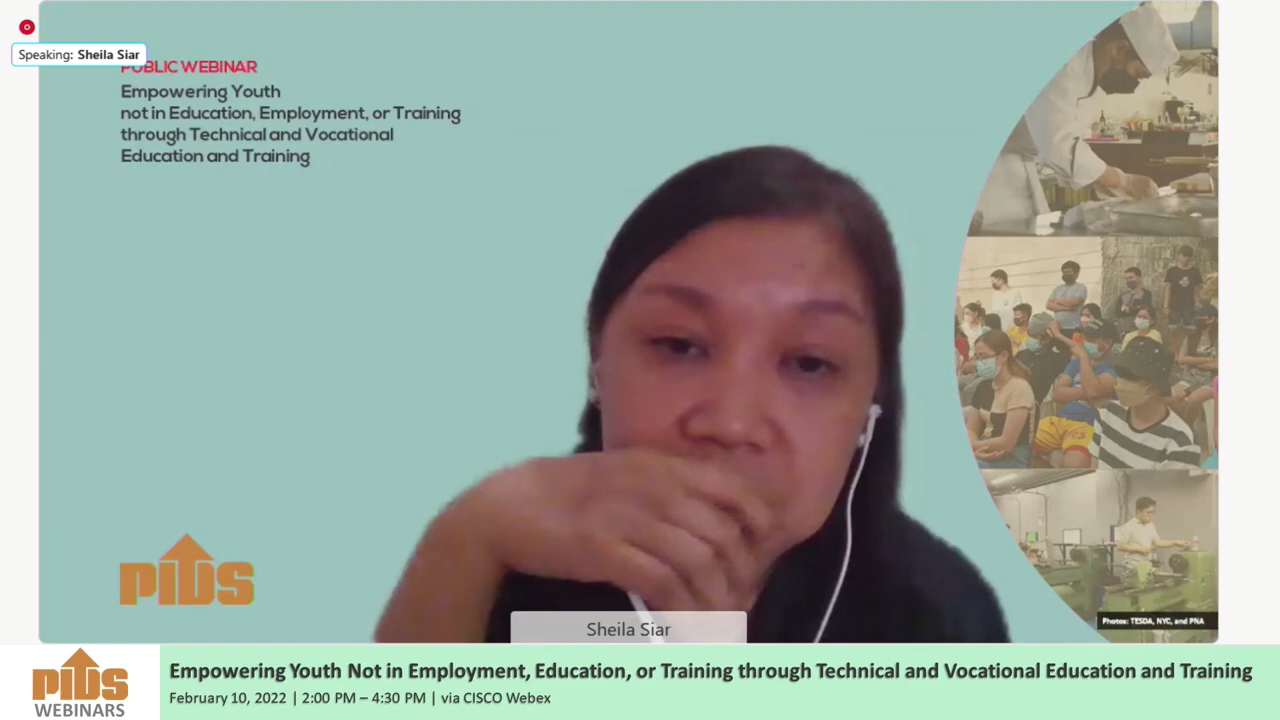 Speaking: Sheila Siar
PUBLIC WEBINAR
Empowering Youth
not in Education, Employment, or Training
through Technical and Vocational
Education and Training
PIDS
Photos: TESDA, NYC, and PNA
Sheila Siar
PIDS
WEBINARS
Empowering Youth Not in Employment, Education, or Training through Technical and Vocational Education and Training
February 10, 2022 | 2:00 PM – 4:30 PM | via CISCO Webex